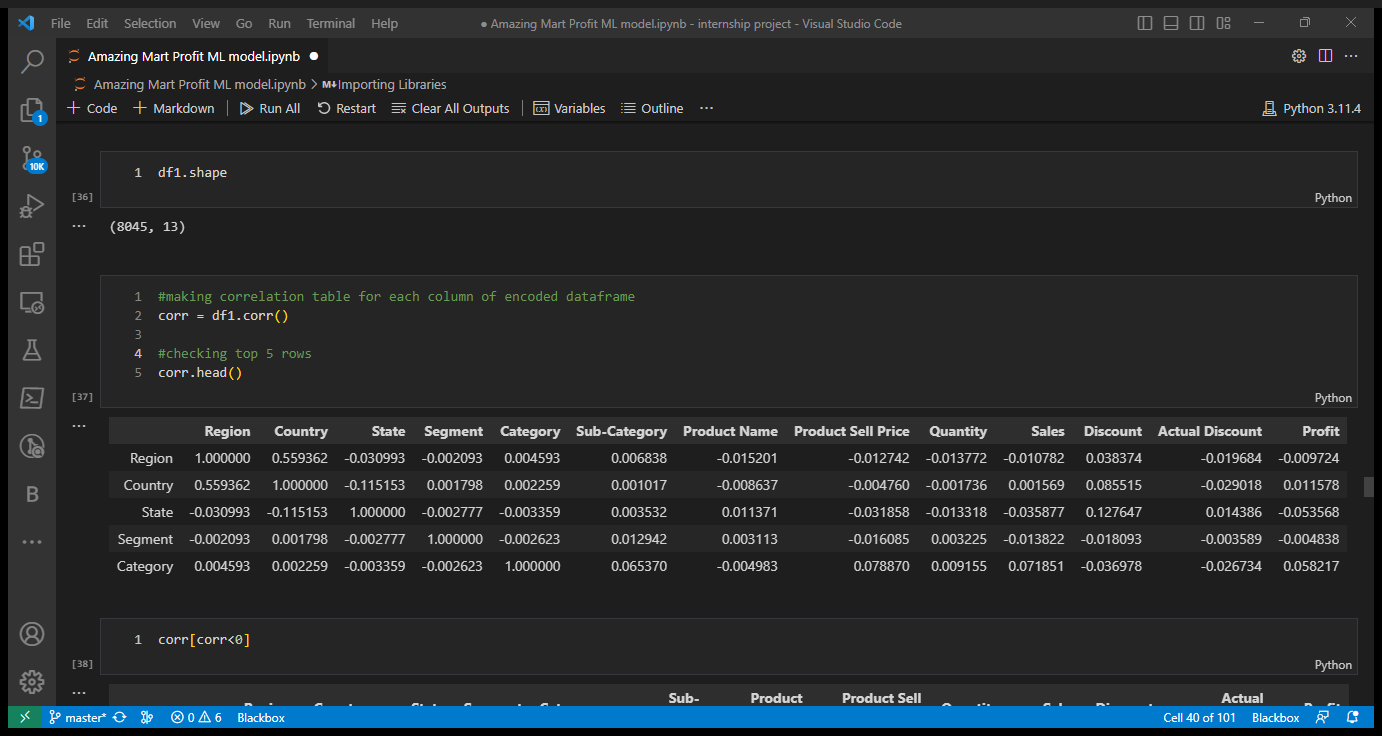 File Edit Selection View Go Run Terminal Help ● Amazing Mart Profit ML model.ipynb - internship project - Visual Studio Code
Amazing Mart Profit ML model.ipynb ●
Amazing Mart Profit ML model.ipynb > M↓Importing Libraries
+ Code + Markdown Run All Restart Clear All Outputs Variables Outline ... Python 3.11.4
1
10K
B
1 df1.shape
[36] Python
... (8045, 13)
1 #making correlation table for each column of encoded dataframe
2 corr = df1.corr()
3
4 #checking top 5 rows
5 corr.head()
[37] Python
...
Region Country State Segment Category Sub-Category Product Name Product Sell Price Quantity Sales Discount Actual Discount Profit
Region 1.000000 0.559362 -0.030993 -0.002093 0.004593 0.006838 -0.015201 -0.012742 -0.013772 -0.010782 0.038374 -0.019684 -0.009724
Country 0.559362 1.000000 -0.115153 0.001798 0.002259 0.001017 -0.008637 -0.004760 -0.001736 0.001569 0.085515 -0.029018 0.011578
State -0.030993 -0.115153 1.000000 -0.002777 -0.003359 0.003532 0.011371 -0.031858 -0.013318 -0.035877 0.127647 0.014386 -0.053568
Segment -0.002093 0.001798 -0.002777 1.000000 -0.002623 0.012942 0.003113 -0.016085 0.003225 -0.013822 -0.018093 -0.003589 -0.004838
Category 0.004593 0.002259 -0.003359 -0.002623 1.000000 0.065370 -0.004983 0.078870 0.009155 0.071851 -0.036978 -0.026734 0.058217
1 corr[corr<0]
[38] Python
...
Sub- Product Product Sell Actual
master* 0 6 Blackbox Cell 40 of 101 Blackbox